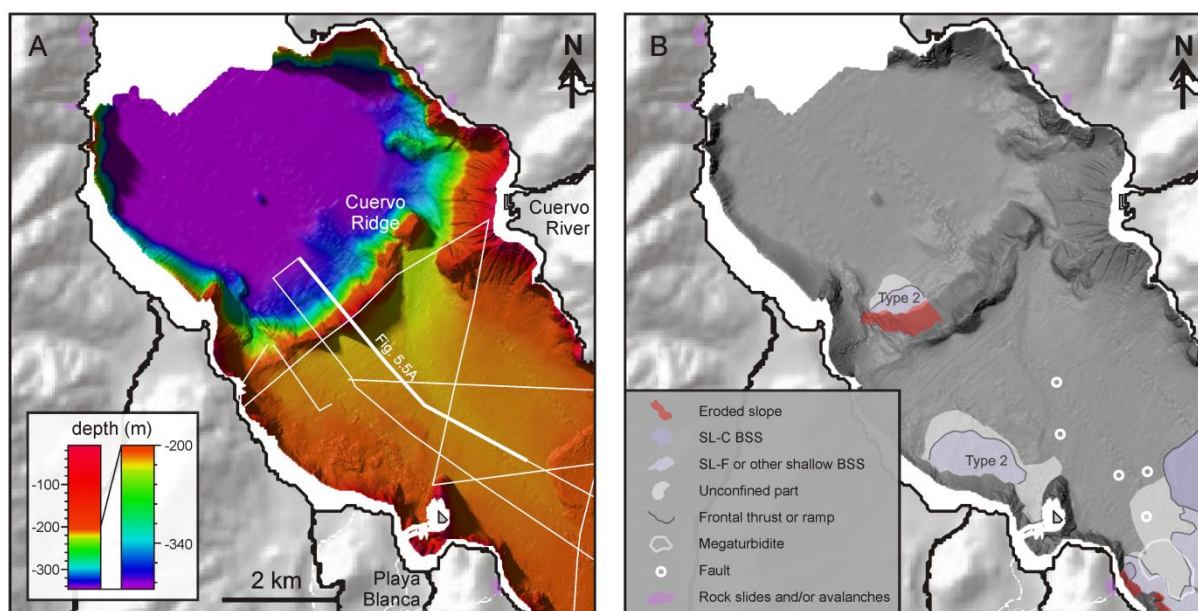 A
N
Cuervo
Ridge
Cuervo
River
Fig. 5.5A
depth (m)
-100
-200
-300
-200
-340
2 km
Playa
Blanca
B
N
Type 2
Type 2
Eroded slope
SL-C BSS
SL-F or other shallow BSS
Unconfined part
Frontal thrust or ramp
Megaturbidite
Fault
Rock slides and/or avalanches